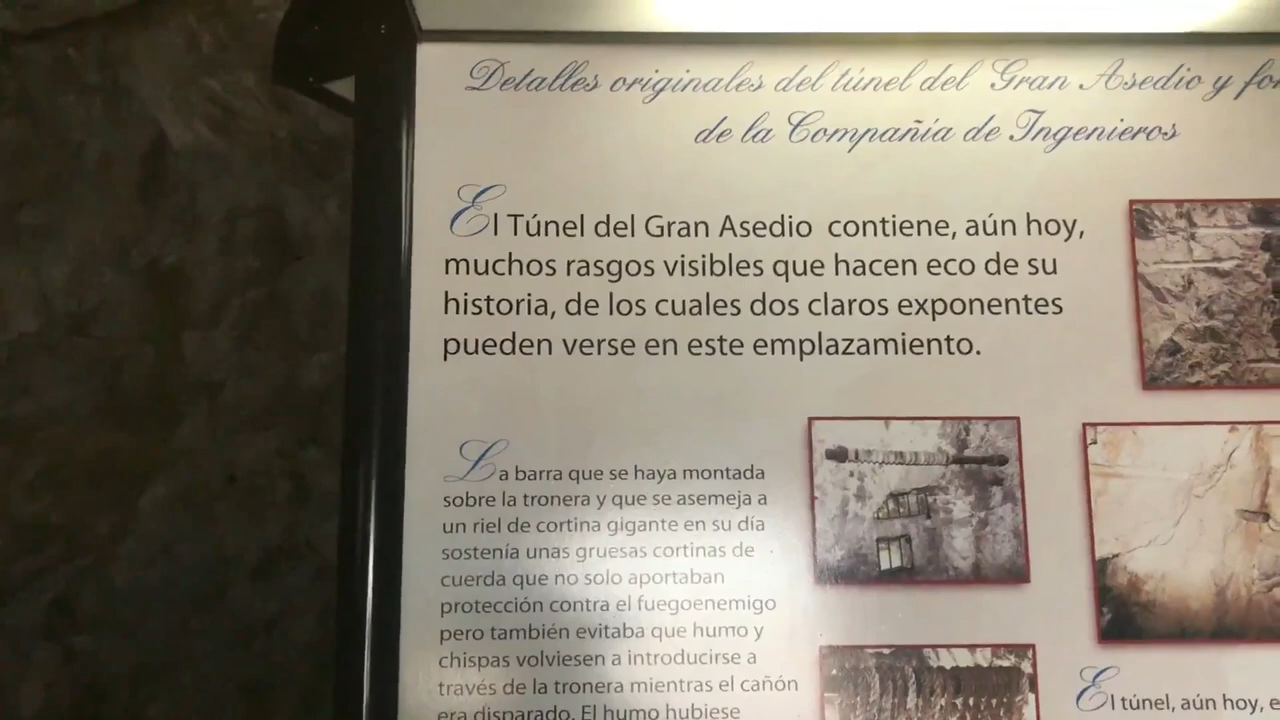 Detalles originales del túnel del Gran Asedio y
de la Compañía de Ingenieros
El Túnel del Gran Asedio contiene, aún hoy,
muchos rasgos visibles que hacen eco de su
historia, de los cuales dos claros exponentes
pueden verse en este emplazamiento.
La barra que se haya montada
sobre la tronera y que se asemeja a
un riel de cortina gigante en su día
sostenía unas gruesas cortinas de
cuerda que no solo aportaban
protección contra el fuegoenemigo
pero también evitaba que humo y
chispas volviesen a introducirse a
través de la tronera mientras el cañón
era disparado. El humo hubiese
El túnel, aún hoy,